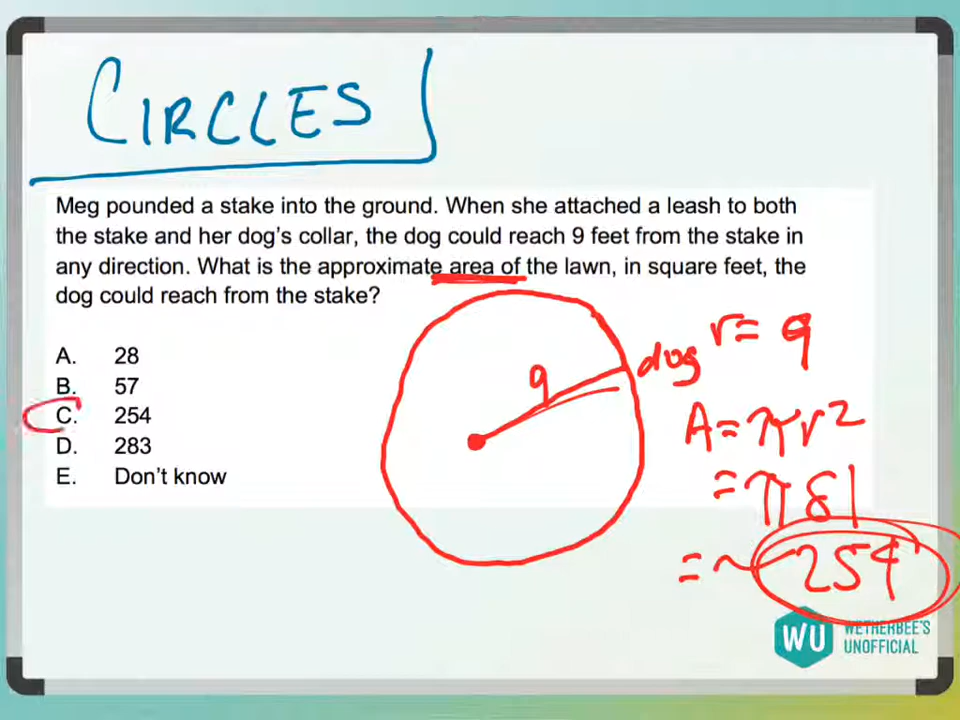 CIRCLES
Meg pounded a stake into the ground. When she attached a leash to both
the stake and her dog's collar, the dog could reach 9 feet from the stake in
any direction. What is the approximate area of the lawn, in square feet, the
dog could reach from the stake?
A. 28
B. 57
C. 254
D. 283
E. Don't know
9
dog
r = 9
A = πr²
= π 81
= ~ 254
WU WETHERBEE'S
UNOFFICIAL